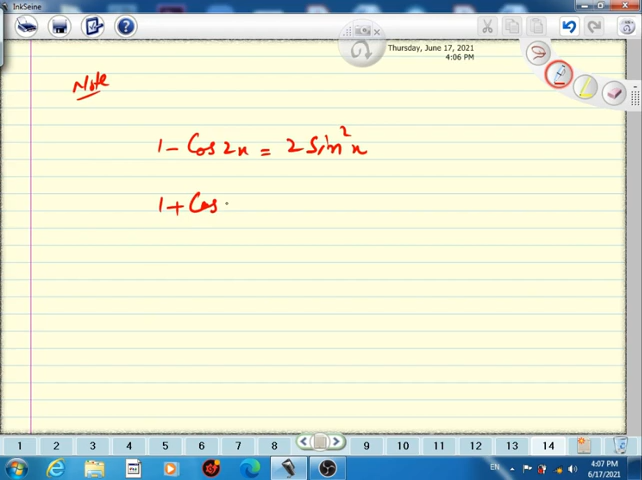 InkSeine
Thursday, June 17, 2021
4:06 PM
Note
1 - Cos 2x = 2 Sin²x
1 + Cos
1 2 3 4 5 6 7 8 9 10 11 12 13 14
EN 4:07 PM
6/17/2021